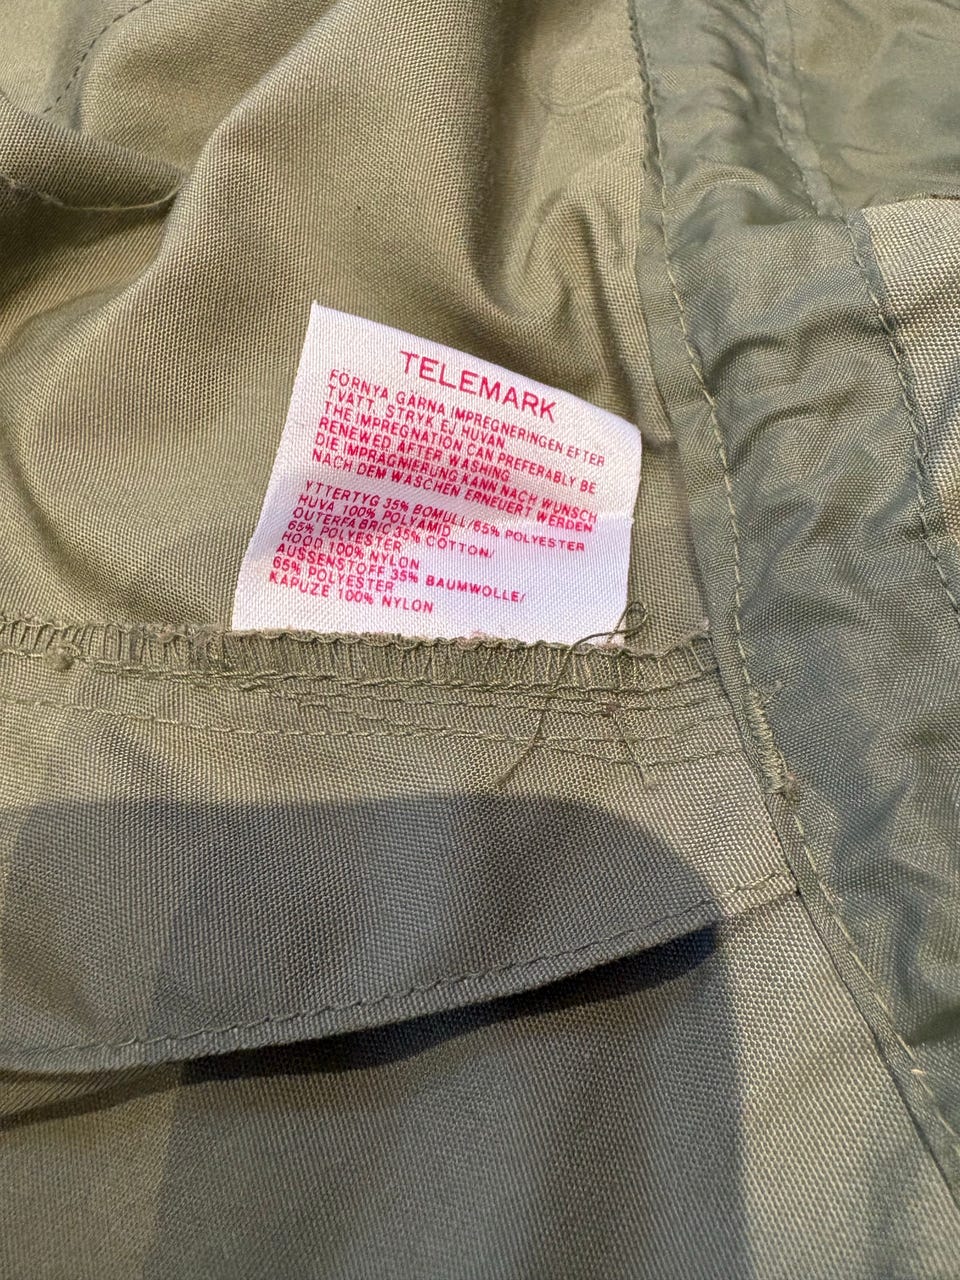 TELEMARK
FÖRNYA GÄRNA IMPREGNERINGEN EFTER
TVÄTT. STRYK EJ HUVAN
THE IMPREGNATION CAN PREFERABLY BE
RENEWED AFTER WASHING
DIE IMPRÄGNIERUNG KANN NACH WUNSCH
NACH DEM WASCHEN ERNEUERT WERDEN
YTTERTYG 35% BOMULL/65% POLYESTER
HUVA 100% POLYAMID
OUTERFABRIC 35% COTTON/
65% POLYESTER
HOOD 100% NYLON
AUSSENSTOFF 35% BAUMWOLLE/
65% POLYESTER
KAPUZE 100% NYLON